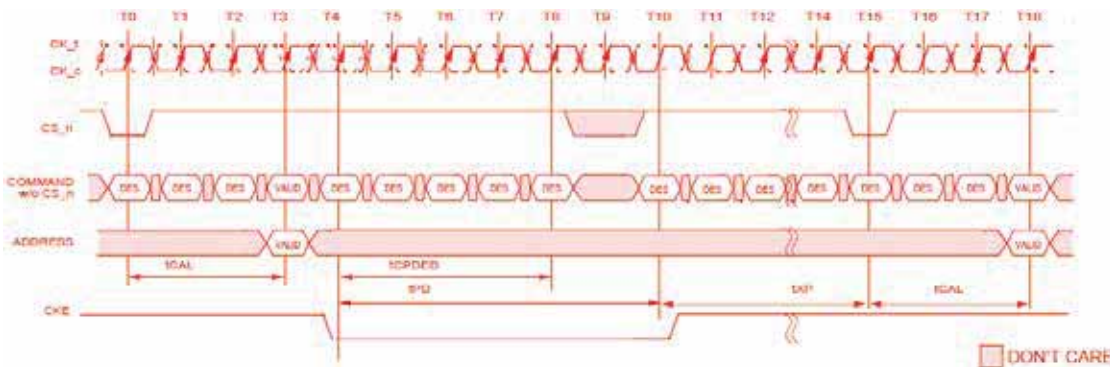 T0 T1 T2 T3 T4 T5 T6 T7 T8 T9 T10 T11 T12 T14 T15 T16 T17 T18
CK_t
CK_c
CS_n
COMMAND
w/o CS_n
DES DES DES VALID DES DES DES DES DES DES DES DES DES DES DES DES VALID
ADDRESS
VALID VALID
tCAL tCPDED tXP tCAL
tPD
CKE
DON'T CARE